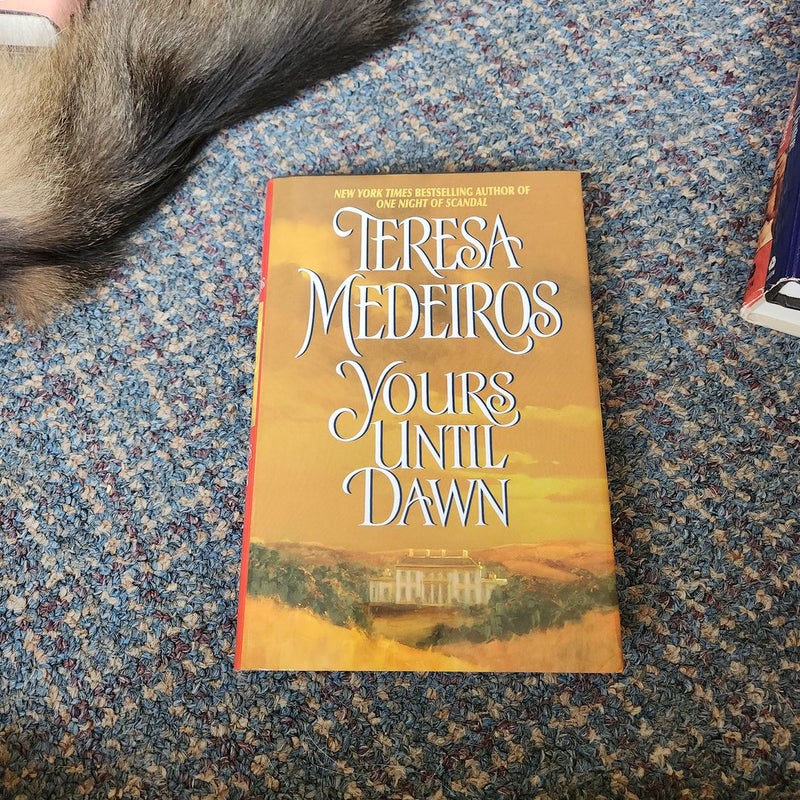 NEW YORK TIMES BESTSELLING AUTHOR OF
ONE NIGHT OF SCANDAL
TERESA
MEDEIROS
YOURS
UNTIL
DAWN